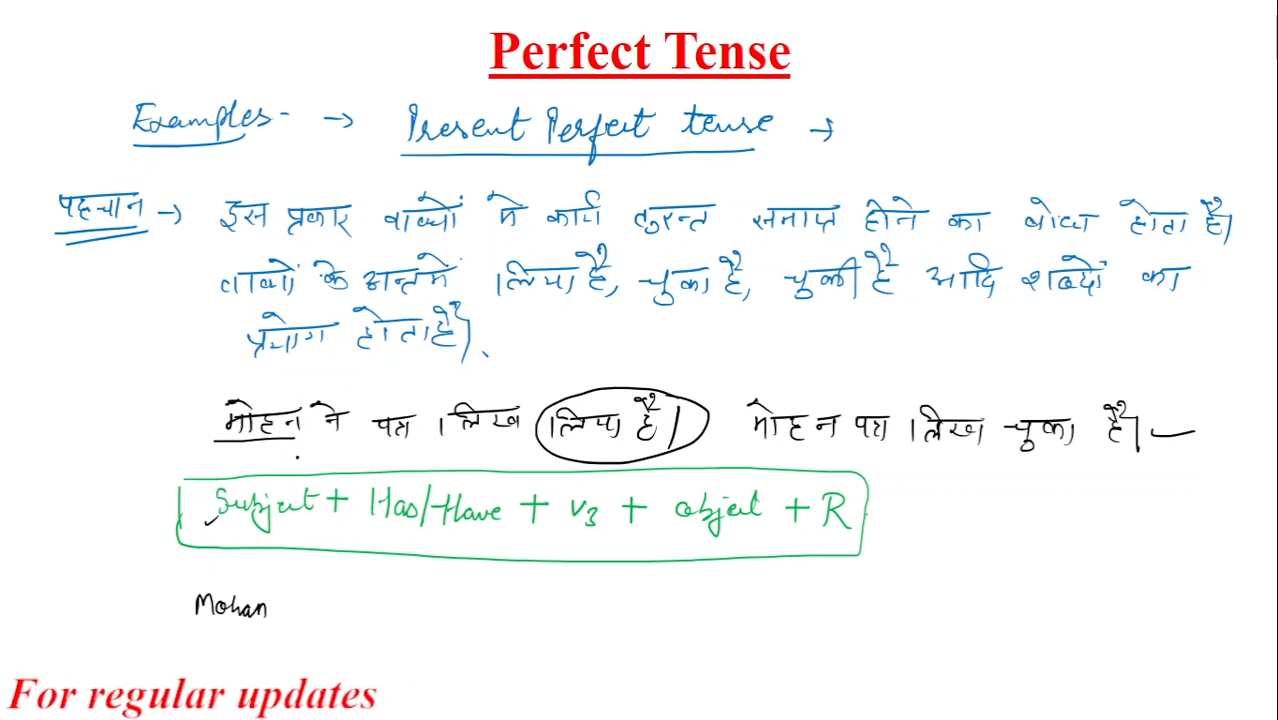 Perfect Tense
Examples- → Present Perfect tense →
पहचान → इस प्रकार वाक्यों मे कार्य तुरन्त समाप्त होने का बोध होता है।
वाक्यों के अन्त में लिया है, चुका है, चुकी है आदि शब्दों का
प्रयोग होता है।
मोहन ने पत्र लिख लिया है। मोहन पत्र लिख चुका है।
Subject + Has/Have + V3 + object + R
Mohan
For regular updates